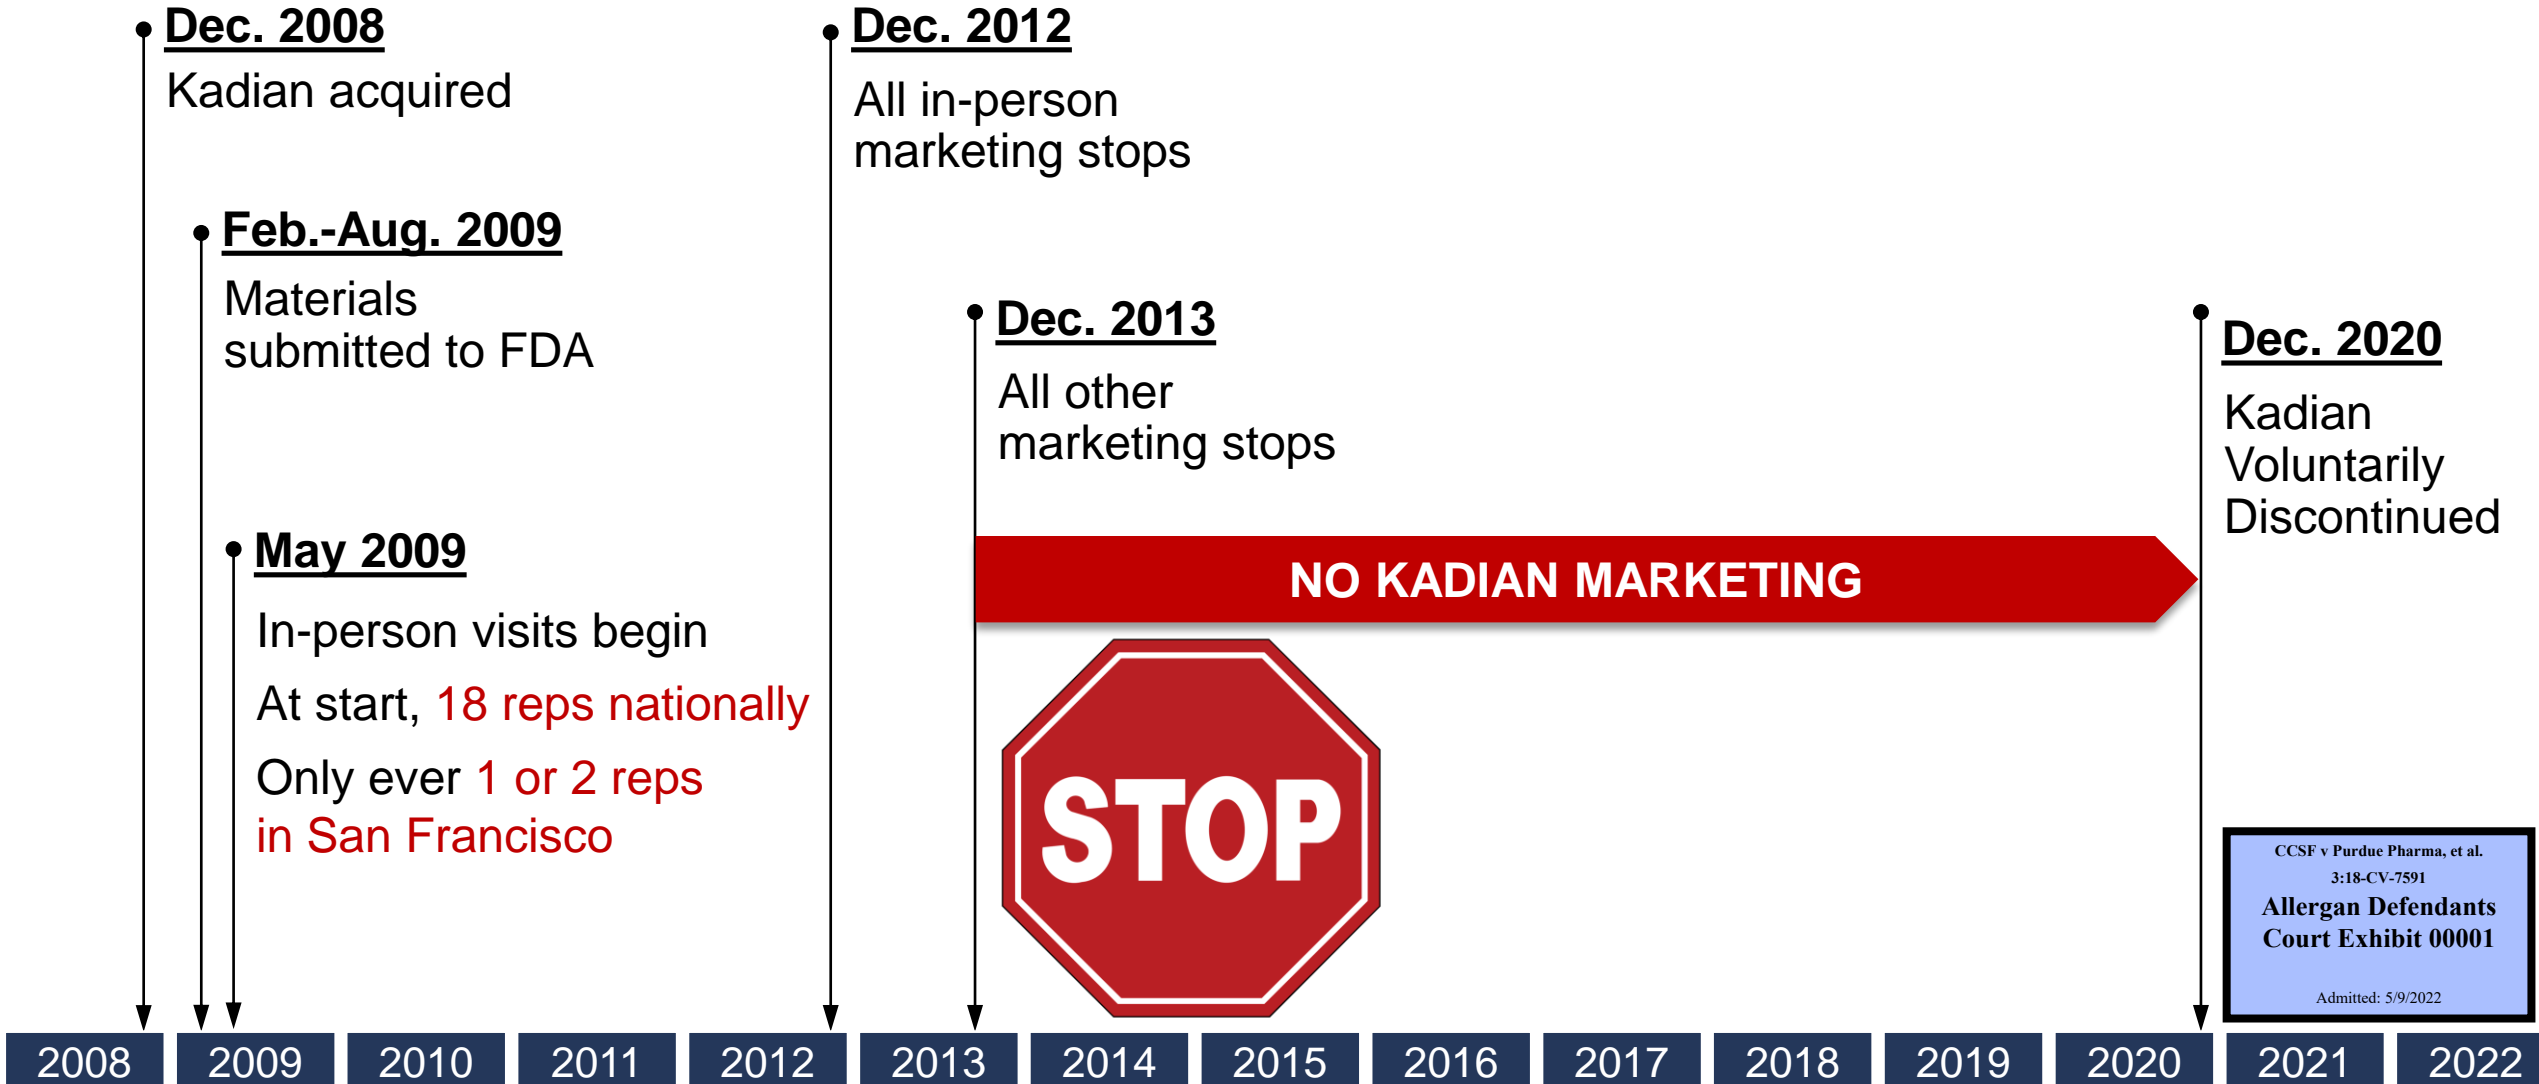 Dec. 2008
Kadian acquired
Feb.-Aug. 2009
Materials
submitted to FDA
May 2009
In-person visits begin
At start, 18 reps nationally
Only ever 1 or 2 reps
in San Francisco
Dec. 2012
All in-person
marketing stops
Dec. 2013
All other
marketing stops
NO KADIAN MARKETING
STOP
Dec. 2020
Kadian
Voluntarily
Discontinued
CCSF v Purdue Pharma, et al.
3:18-CV-7591
Allergan Defendants
Court Exhibit 00001
Admitted: 5/9/2022
2008 2009 2010 2011 2012 2013 2014 2015 2016 2017 2018 2019 2020 2021 2022